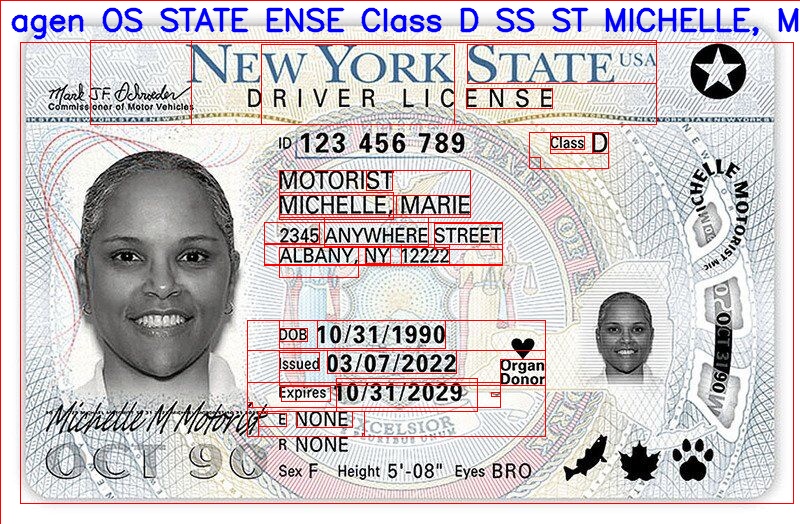 agen OS STATE ENSE Class D SS ST MICHELLE, M
NEW YORK STATE USA
DRIVER LICENSE
Mark J.F. Schroeder
Commissioner of Motor Vehicles
ID 123 456 789
Class D
MOTORIST
MICHELLE, MARIE
2345 ANYWHERE STREET
ALBANY, NY 12222
DOB 10/31/1990
Issued 03/07/2022
Expires 10/31/2029
E NONE
R NONE
Sex F Height 5'-08" Eyes BRO
Organ
Donor
Michelle M Motorist
OCT 90
EXCELSIOR
MICHELLE MOTORIST MIC
OCT 31 90 M